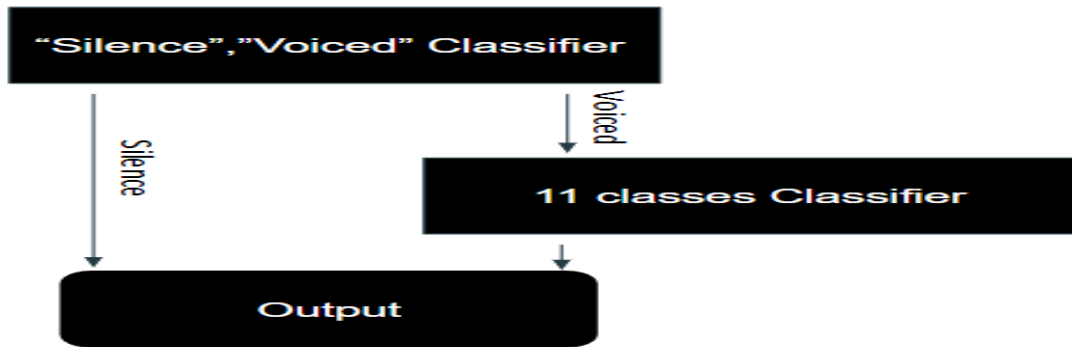 “Silence”,”Voiced” Classifier
Voiced
Silence
11 classes Classifier
Output